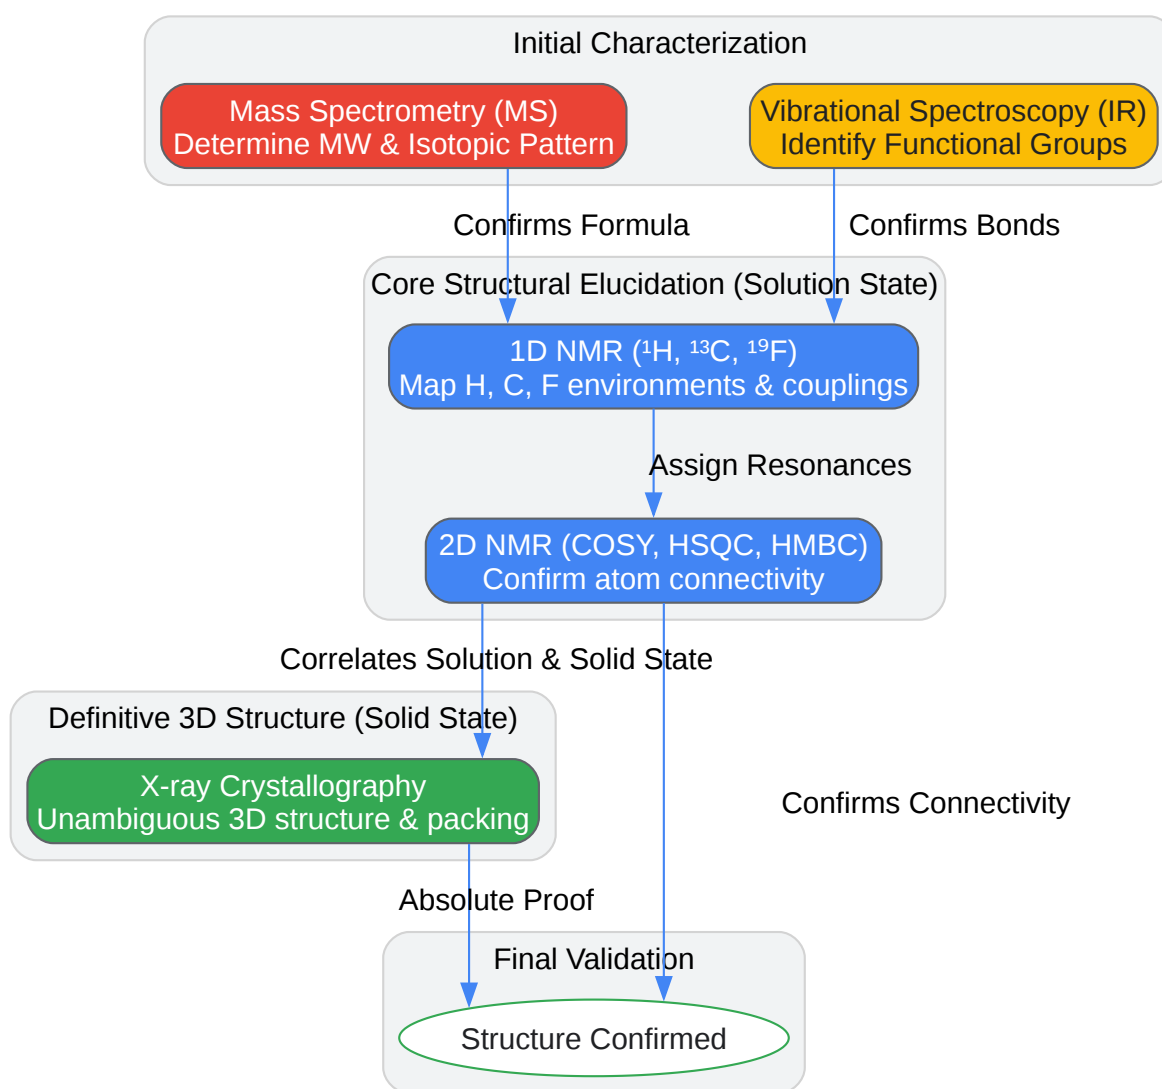 Initial Characterization
Mass Spectrometry (MS)
Determine MW & Isotopic Pattern
Vibrational Spectroscopy (IR)
Identify Functional Groups
Confirms Formula
Confirms Bonds
Core Structural Elucidation (Solution State)
1D NMR (¹H, ¹³C, ¹⁹F)
Map H, C, F environments & couplings
Assign Resonances
2D NMR (COSY, HSQC, HMBC)
Confirm atom connectivity
Correlates Solution & Solid State
Definitive 3D Structure (Solid State)
X-ray Crystallography
Unambiguous 3D structure & packing
Confirms Connectivity
Absolute Proof
Final Validation
Structure Confirmed